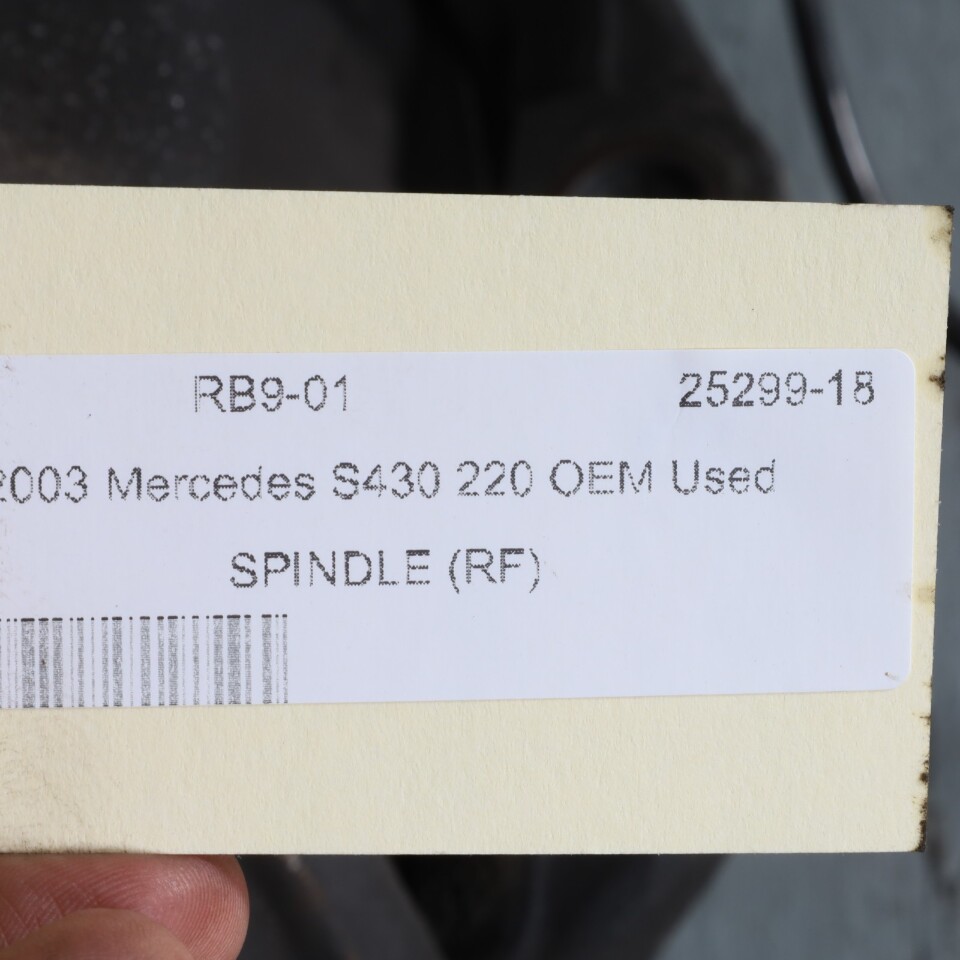 RB9-01 25299-18
2003 Mercedes S430 220 OEM Used
SPINDLE (RF)